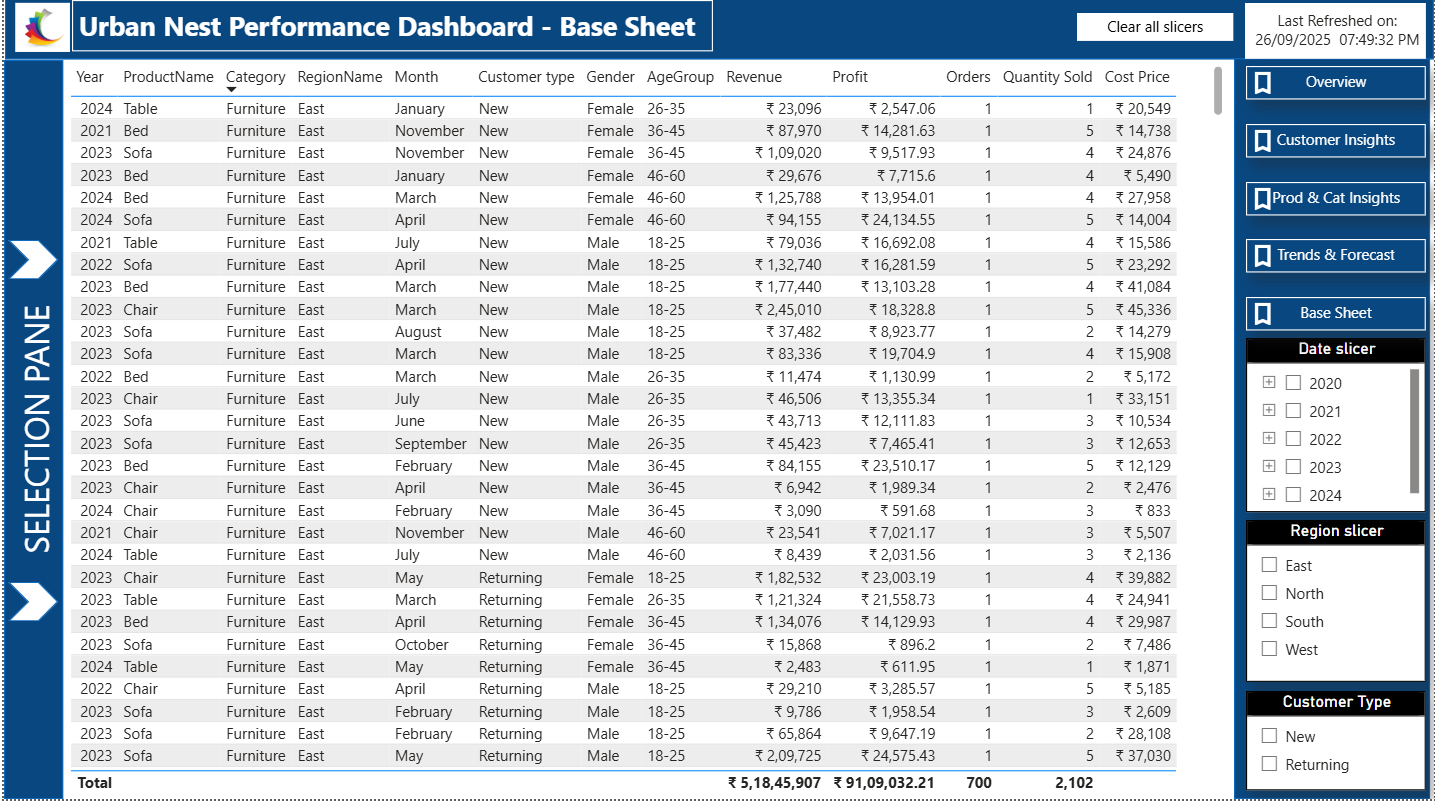 Urban Nest Performance Dashboard - Base Sheet
Clear all slicers
Last Refreshed on:
26/09/2025 07:49:32 PM
SELECTION PANE
Year ProductName Category RegionName Month Customer type Gender AgeGroup Revenue Profit Orders Quantity Sold Cost Price
2024 Table Furniture East January New Female 26-35 ₹ 23,096 ₹ 2,547.06 1 1 ₹ 20,549
2021 Bed Furniture East November New Female 36-45 ₹ 87,970 ₹ 14,281.63 1 5 ₹ 14,738
2023 Sofa Furniture East November New Female 36-45 ₹ 1,09,020 ₹ 9,517.93 1 4 ₹ 24,876
2023 Bed Furniture East January New Female 46-60 ₹ 29,676 ₹ 7,715.6 1 4 ₹ 5,490
2024 Bed Furniture East March New Female 46-60 ₹ 1,25,788 ₹ 13,954.01 1 4 ₹ 27,958
2024 Sofa Furniture East April New Female 46-60 ₹ 94,155 ₹ 24,134.55 1 5 ₹ 14,004
2021 Table Furniture East July New Male 18-25 ₹ 79,036 ₹ 16,692.08 1 4 ₹ 15,586
2022 Sofa Furniture East April New Male 18-25 ₹ 1,32,740 ₹ 16,281.59 1 5 ₹ 23,292
2023 Bed Furniture East March New Male 18-25 ₹ 1,77,440 ₹ 13,103.28 1 4 ₹ 41,084
2023 Chair Furniture East March New Male 18-25 ₹ 2,45,010 ₹ 18,328.8 1 5 ₹ 45,336
2023 Sofa Furniture East August New Male 18-25 ₹ 37,482 ₹ 8,923.77 1 2 ₹ 14,279
2023 Sofa Furniture East March New Male 18-25 ₹ 83,336 ₹ 19,704.9 1 4 ₹ 15,908
2022 Bed Furniture East March New Male 26-35 ₹ 11,474 ₹ 1,130.99 1 2 ₹ 5,172
2023 Chair Furniture East July New Male 26-35 ₹ 46,506 ₹ 13,355.34 1 1 ₹ 33,151
2023 Sofa Furniture East June New Male 26-35 ₹ 43,713 ₹ 12,111.83 1 3 ₹ 10,534
2023 Sofa Furniture East September New Male 26-35 ₹ 45,423 ₹ 7,465.41 1 3 ₹ 12,653
2023 Bed Furniture East February New Male 36-45 ₹ 84,155 ₹ 23,510.17 1 5 ₹ 12,129
2023 Chair Furniture East April New Male 36-45 ₹ 6,942 ₹ 1,989.34 1 2 ₹ 2,476
2024 Chair Furniture East February New Male 36-45 ₹ 3,090 ₹ 591.68 1 3 ₹ 833
2021 Chair Furniture East November New Male 46-60 ₹ 23,541 ₹ 7,021.17 1 3 ₹ 5,507
2024 Table Furniture East July New Male 46-60 ₹ 8,439 ₹ 2,031.56 1 3 ₹ 2,136
2023 Chair Furniture East May Returning Female 18-25 ₹ 1,82,532 ₹ 23,003.19 1 4 ₹ 39,882
2023 Table Furniture East March Returning Female 26-35 ₹ 1,21,324 ₹ 21,558.73 1 4 ₹ 24,941
2023 Bed Furniture East April Returning Female 36-45 ₹ 1,34,076 ₹ 14,129.93 1 4 ₹ 29,987
2023 Sofa Furniture East October Returning Female 36-45 ₹ 15,868 ₹ 896.2 1 2 ₹ 7,486
2024 Table Furniture East May Returning Female 36-45 ₹ 2,483 ₹ 611.95 1 1 ₹ 1,871
2022 Chair Furniture East April Returning Male 18-25 ₹ 29,210 ₹ 3,285.57 1 5 ₹ 5,185
2023 Sofa Furniture East February Returning Male 18-25 ₹ 9,786 ₹ 1,958.54 1 3 ₹ 2,609
2023 Sofa Furniture East February Returning Male 18-25 ₹ 65,864 ₹ 9,647.19 1 2 ₹ 28,108
2023 Sofa Furniture East May Returning Male 18-25 ₹ 2,09,725 ₹ 24,575.43 1 5 ₹ 37,030
Total ₹ 5,18,45,907 ₹ 91,09,032.21 700 2,102
Overview
Customer Insights
Prod & Cat Insights
Trends & Forecast
Base Sheet
Date slicer
2020
2021
2022
2023
2024
Region slicer
East
North
South
West
Customer Type
New
Returning